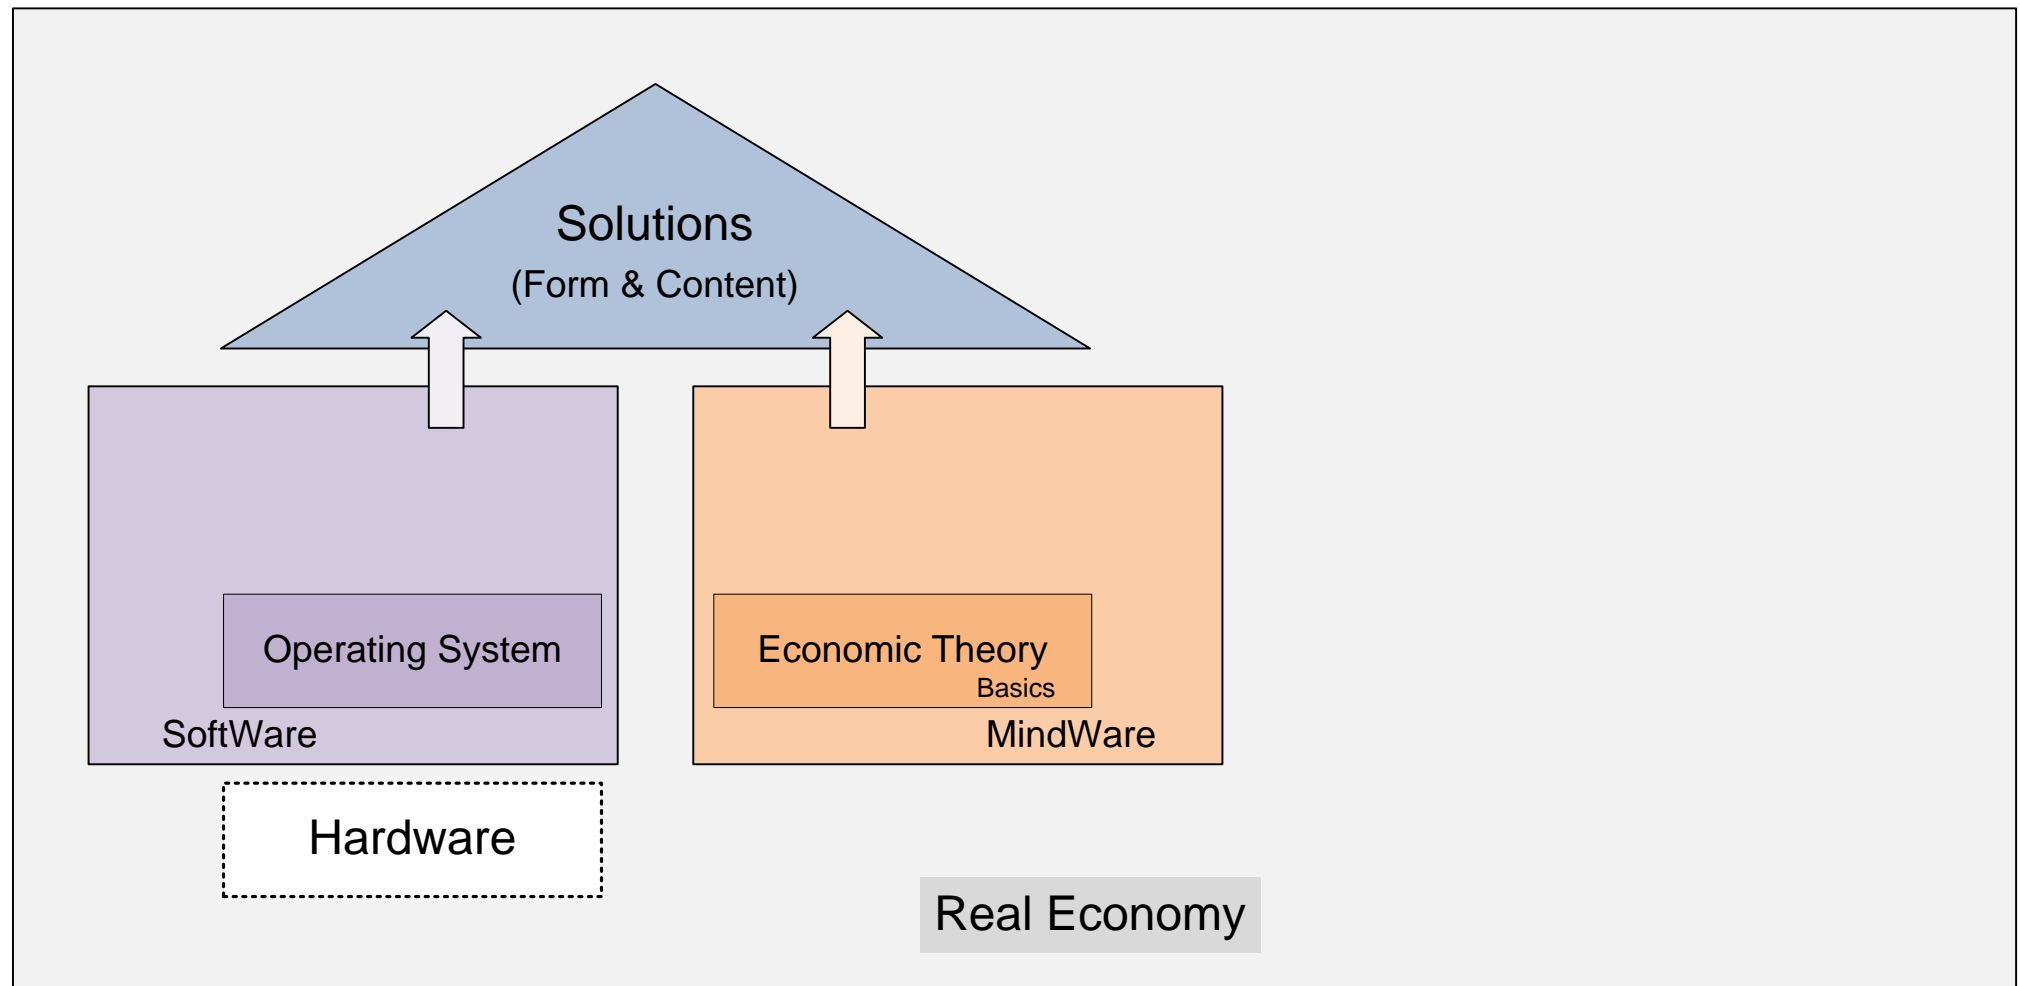 Solutions
(Form & Content)
Operating System
Economic Theory
Basics
SoftWare
MindWare
Hardware
Real Economy